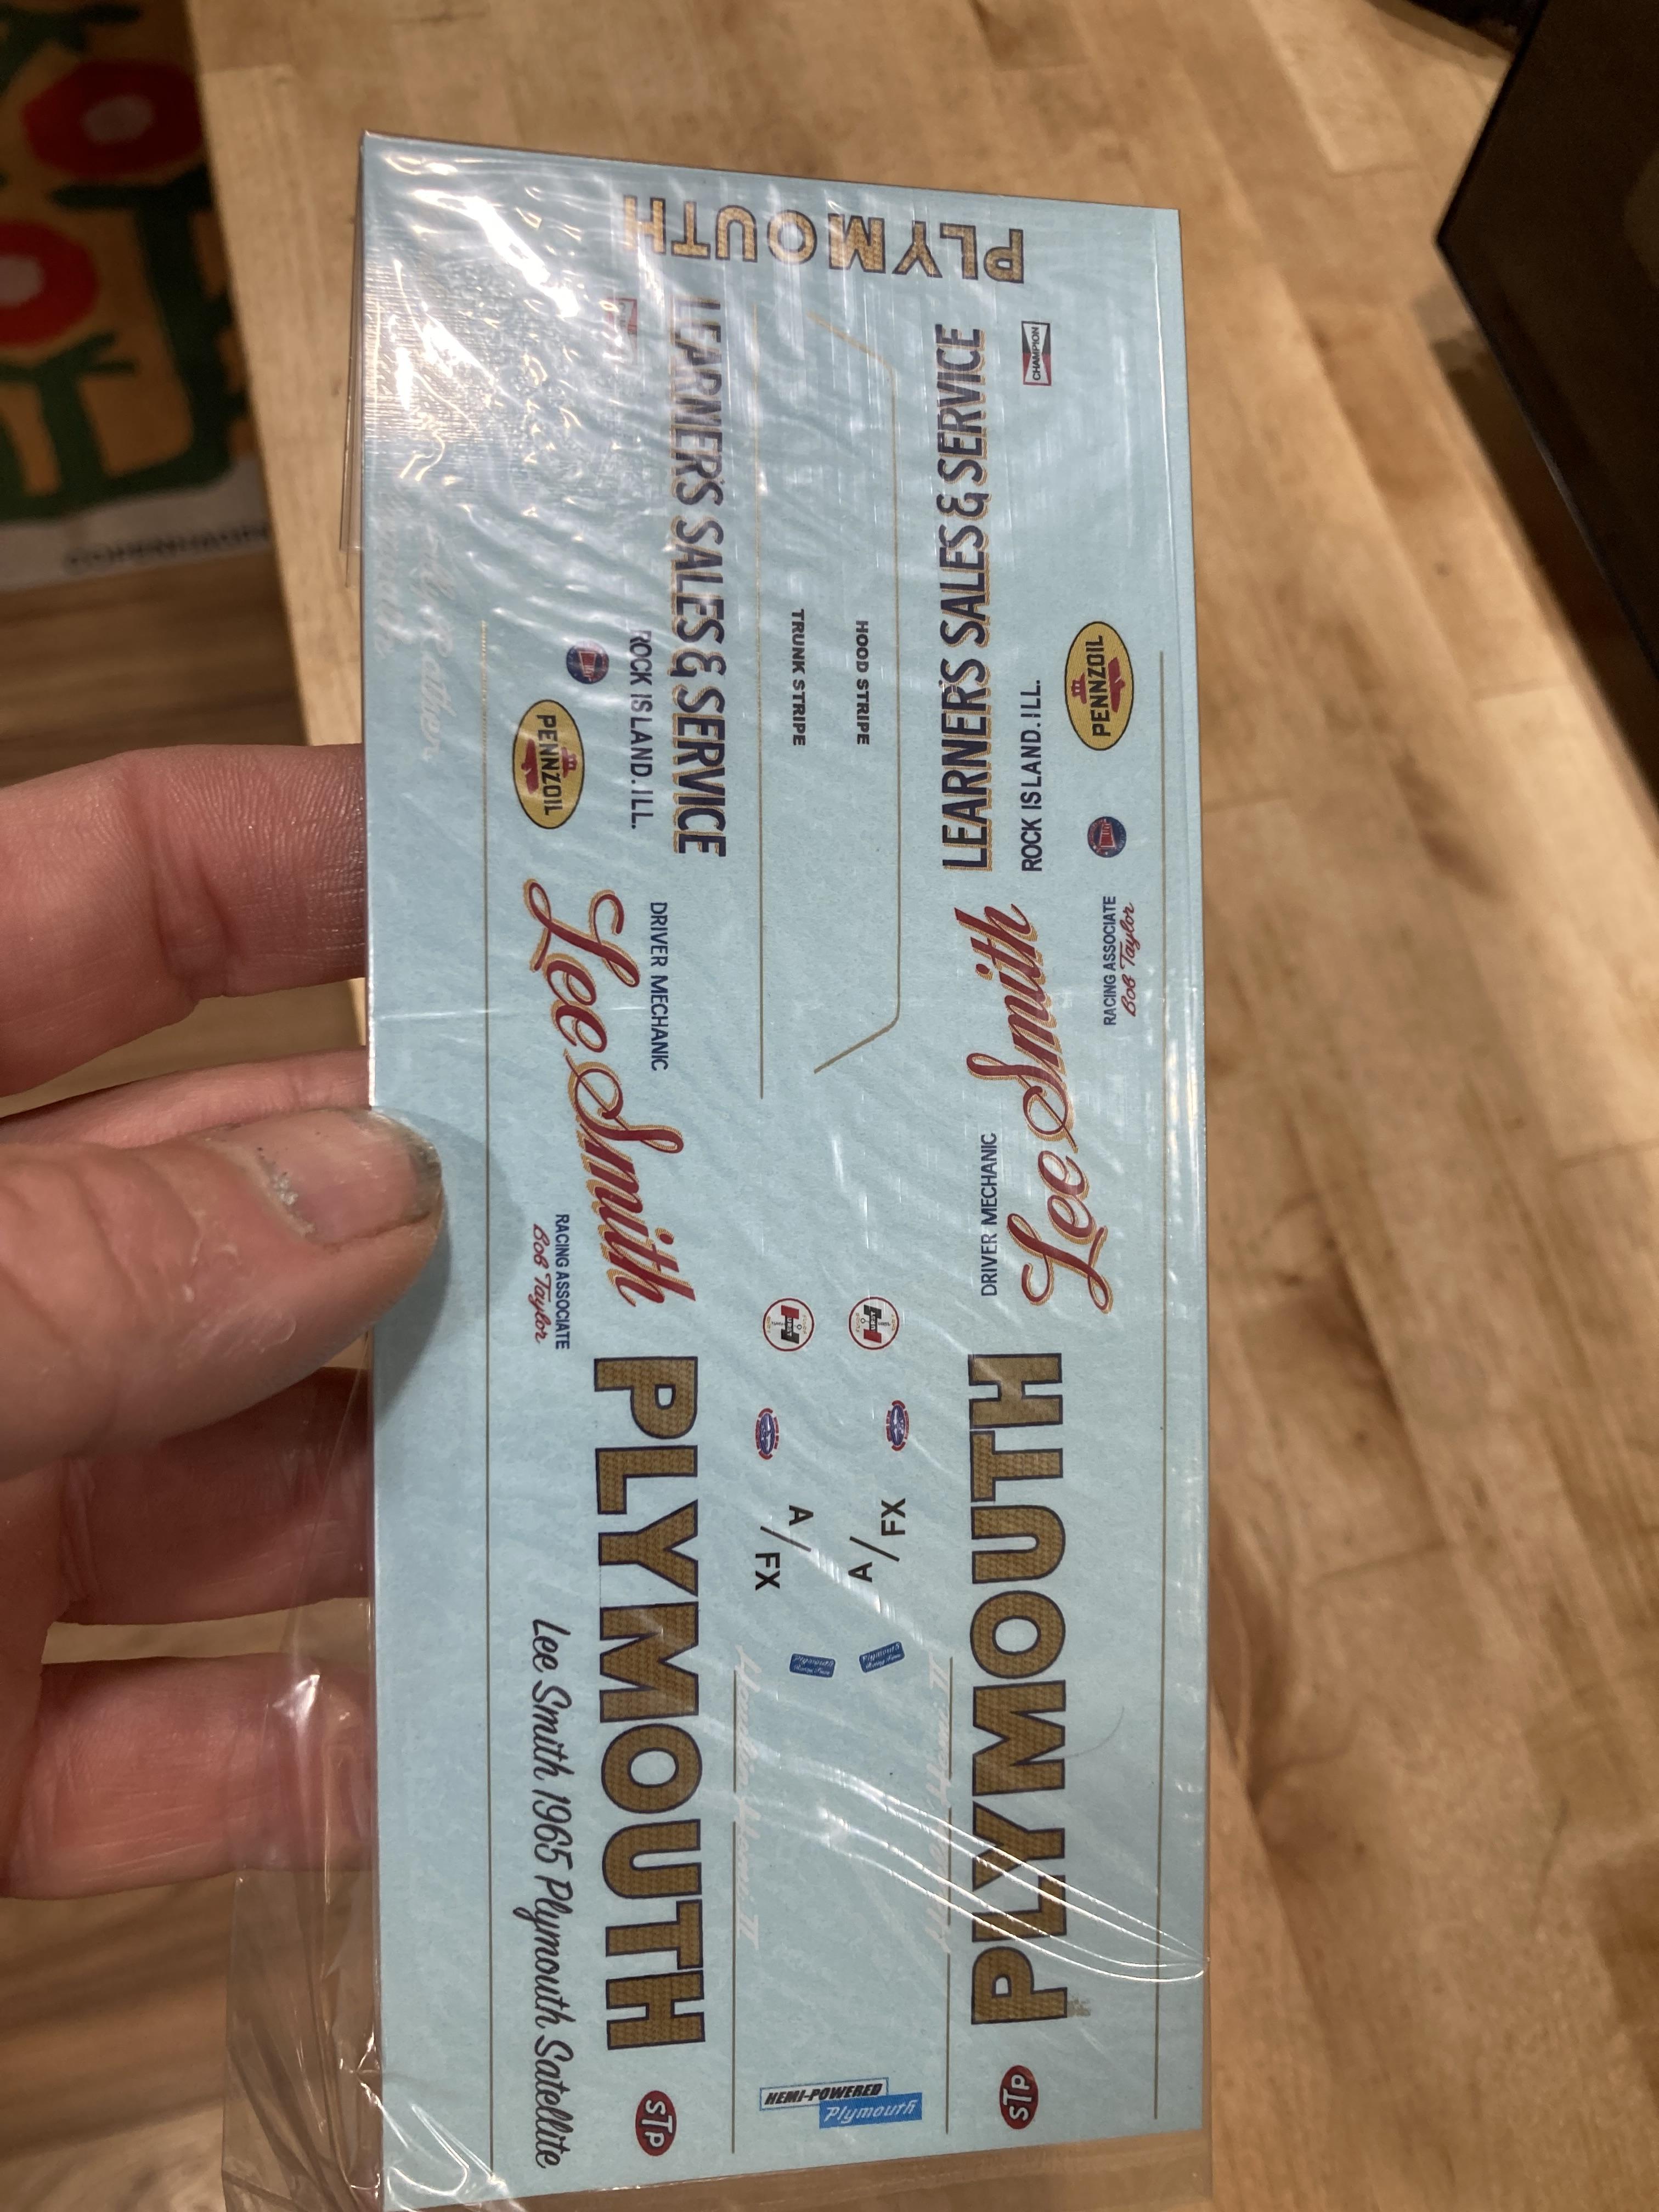 PLYMOUTH
CHAMPION
LEARNER'S SALES & SERVICE
ROCK ISLAND. ILL.
PENNZOIL
RACING ASSOCIATE
Bob Taylor
DRIVER MECHANIC
Lee Smith
PLYMOUTH
STP
HOOD STRIPE
TRUNK STRIPE
A/FX
A/FX
HEMI-POWERED
Plymouth
LEARNER'S SALES & SERVICE
ROCK ISLAND. ILL.
PENNZOIL
DRIVER MECHANIC
Lee Smith
RACING ASSOCIATE
Bob Taylor
PLYMOUTH
STP
Lee Smith 1965 Plymouth Satellite